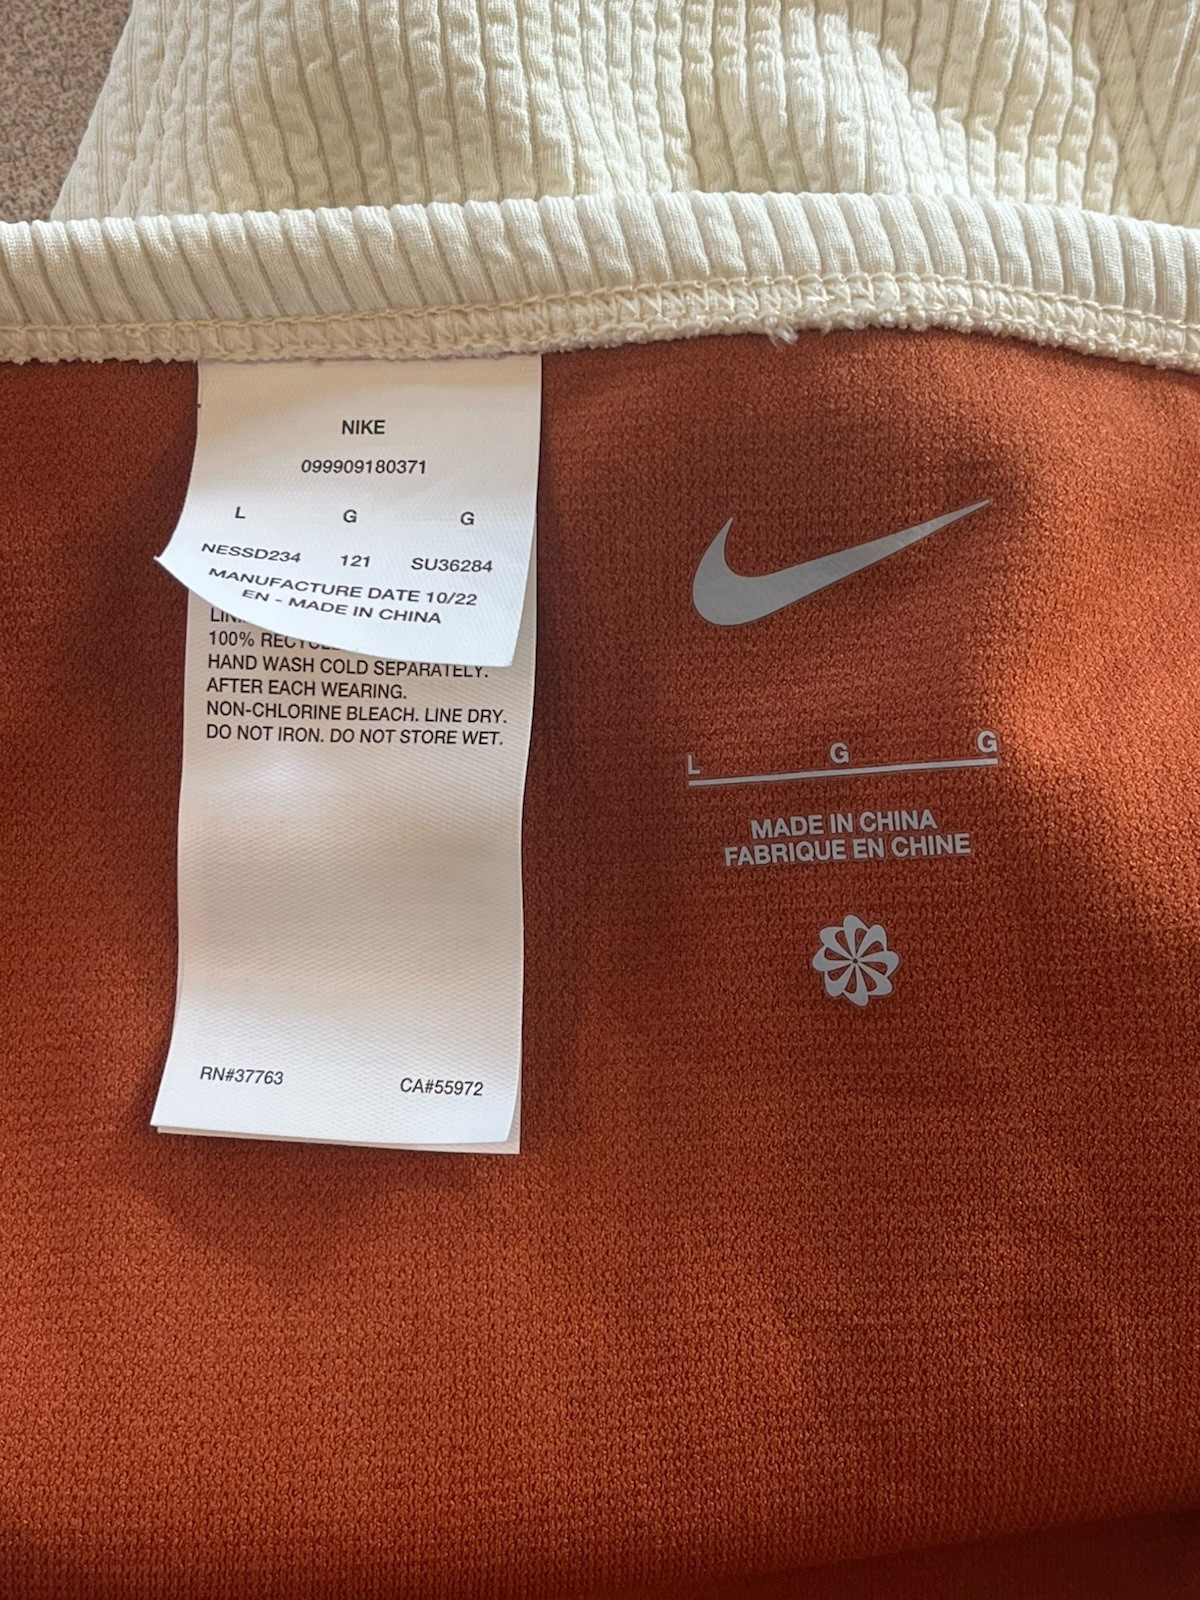 NIKE
099909180371
L G G
NESSD234 121 SU36284
MANUFACTURE DATE 10/22
EN - MADE IN CHINA
100%
HAND WASH COLD SEPARATELY.
AFTER EACH WEARING.
NON-CHLORINE BLEACH. LINE DRY.
DO NOT IRON. DO NOT STORE WET.
RN#37763 CA#55972
L G G
MADE IN CHINA
FABRIQUE EN CHINE